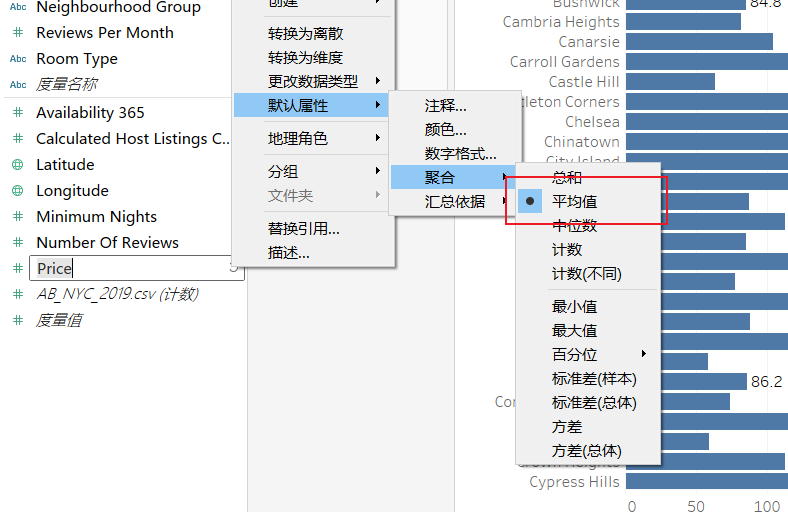 Abc Neighbourhood Group
# Reviews Per Month
Abc Room Type
Abc 度量名称
# Availability 365
# Calculated Host Listings C...
Latitude
Longitude
# Minimum Nights
# Number Of Reviews
# Price
# AB_NYC_2019.csv (计数)
# 度量值
创建
转换为离散
转换为维度
更改数据类型
默认属性
地理角色
分组
文件夹
替换引用...
描述...
注释...
颜色...
数字格式...
聚合
汇总依据
总和
平均值
中位数
计数
计数(不同)
最小值
最大值
百分位
标准差(样本)
标准差(总体)
方差
方差(总体)
Bushwick 84.8
Cambria Heights
Canarsie
Carroll Gardens
Castle Hill
dleton Corners
Chelsea
Chinatown
City Island
86.2
Crown Heights
Cypress Hills
0 50 100